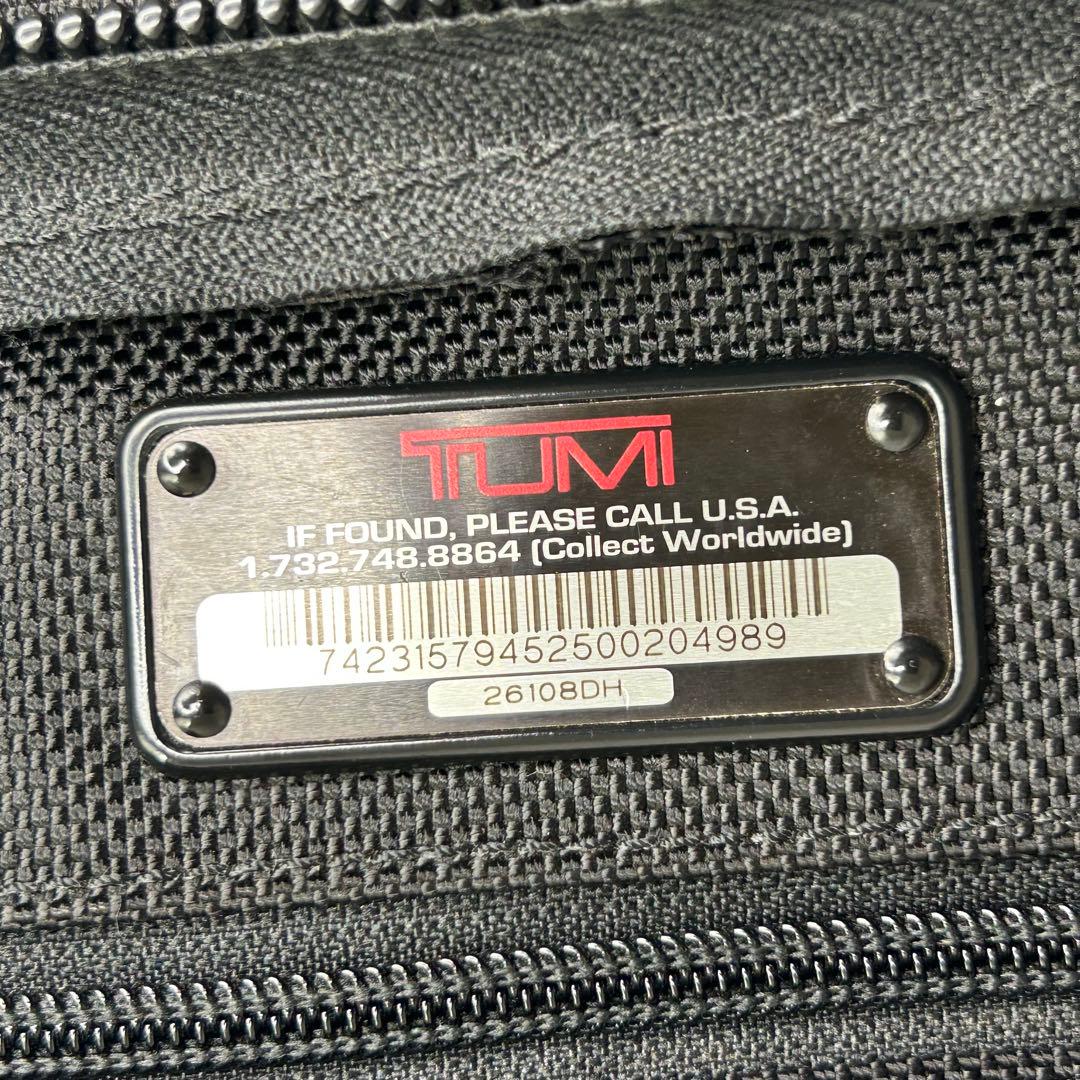 TUMI
IF FOUND, PLEASE CALL U.S.A.
1.732.748.8864 (Collect Worldwide)
74231579452500204989
26108DH